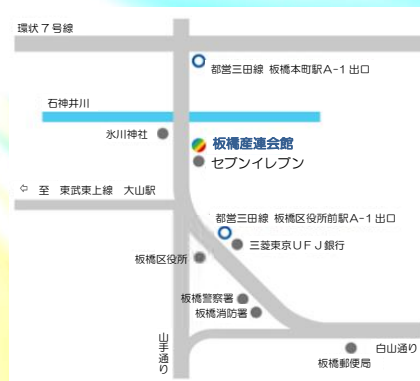 環状７号線
都営三田線 板橋本町駅A-1 出口
石神井川
氷川神社
板橋産連会館
セブンイレブン
⇦ 至 東武東上線 大山駅
都営三田線 板橋区役所前駅A-1 出口
三菱東京ＵＦＪ銀行
板橋区役所
板橋警察署
板橋消防署
山手通り
白山通り
板橋郵便局